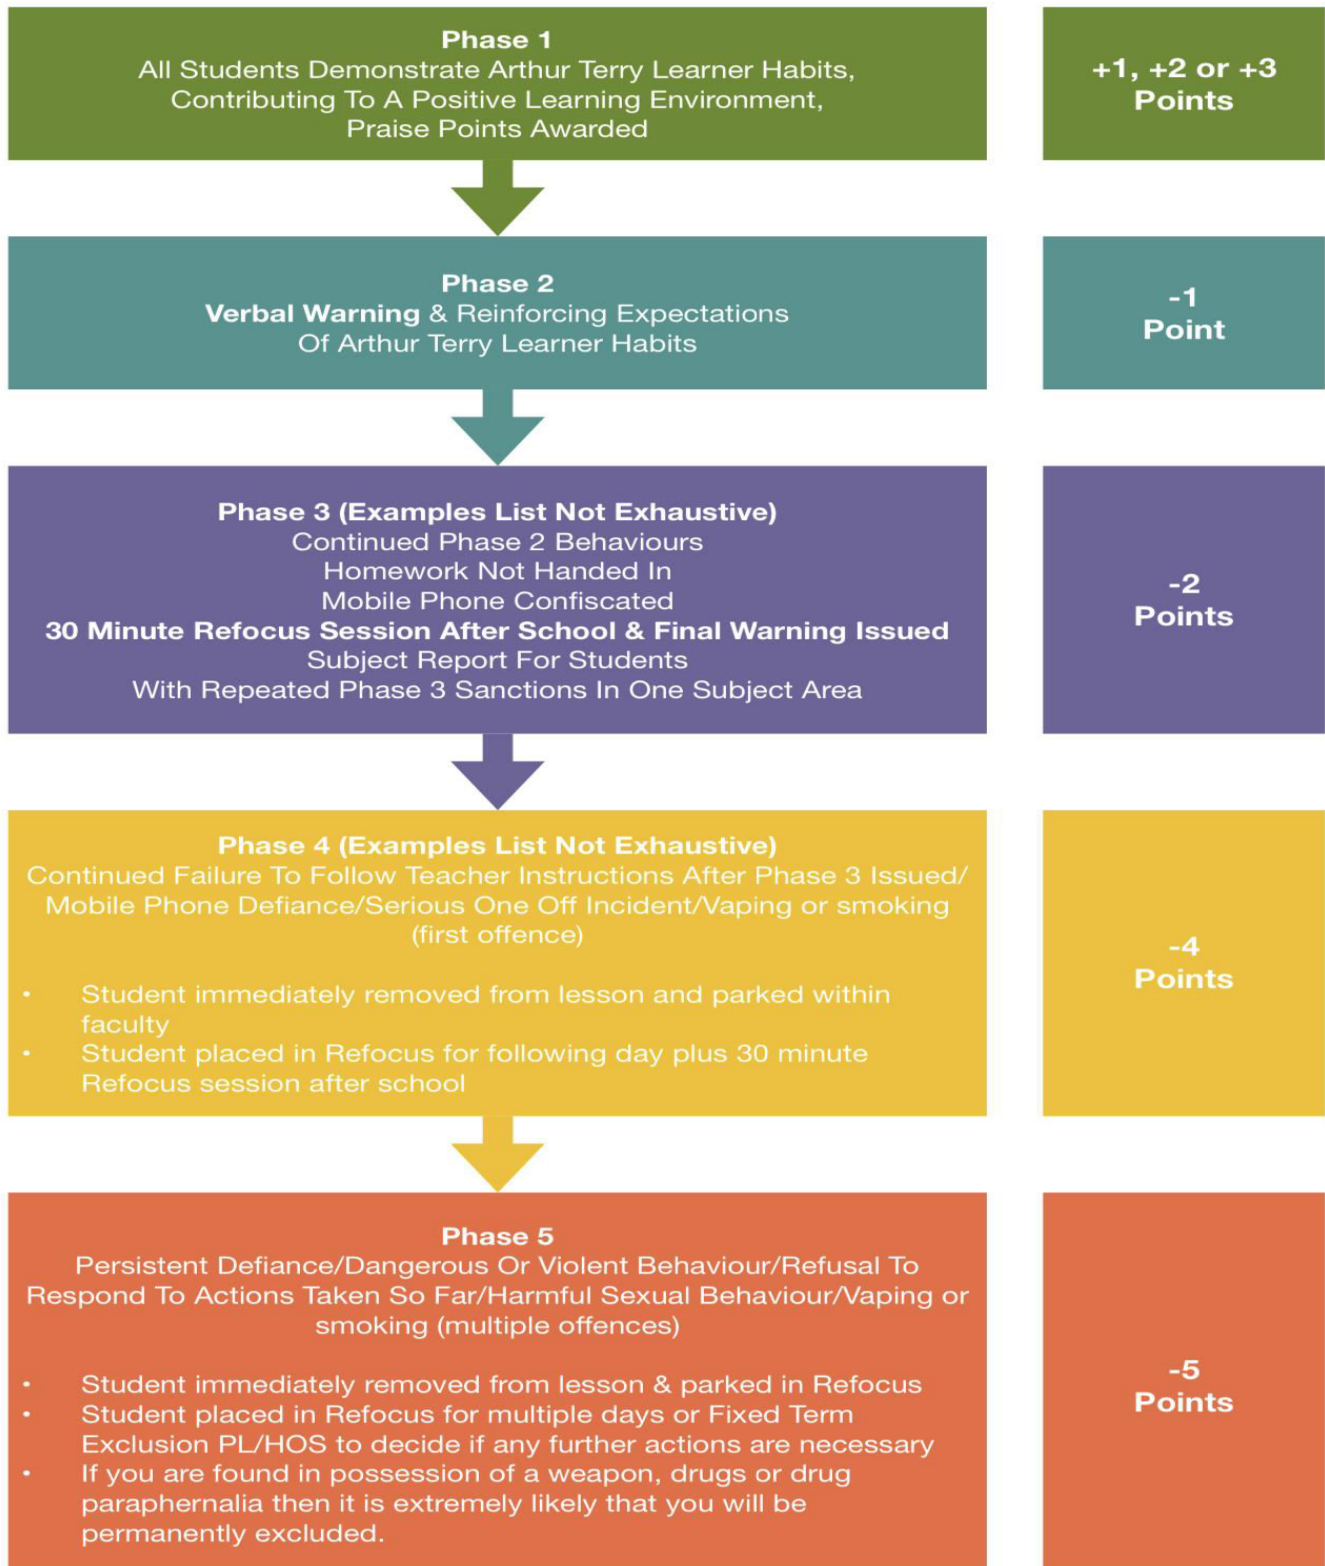 Phase 1
All Students Demonstrate Arthur Terry Learner Habits,
Contributing To A Positive Learning Environment,
Praise Points Awarded
+1, +2 or +3
Points
Phase 2
Verbal Warning & Reinforcing Expectations
Of Arthur Terry Learner Habits
-1
Point
Phase 3 (Examples List Not Exhaustive)
Continued Phase 2 Behaviours
Homework Not Handed In
Mobile Phone Confiscated
30 Minute Refocus Session After School & Final Warning Issued
Subject Report For Students
With Repeated Phase 3 Sanctions In One Subject Area
-2
Points
Phase 4 (Examples List Not Exhaustive)
Continued Failure To Follow Teacher Instructions After Phase 3 Issued/
Mobile Phone Defiance/Serious One Off Incident/Vaping or smoking
(first offence)
• Student immediately removed from lesson and parked within
faculty
• Student placed in Refocus for following day plus 30 minute
Refocus session after school
-4
Points
Phase 5
Persistent Defiance/Dangerous Or Violent Behaviour/Refusal To
Respond To Actions Taken So Far/Harmful Sexual Behaviour/Vaping or
smoking (multiple offences)
• Student immediately removed from lesson & parked in Refocus
• Student placed in Refocus for multiple days or Fixed Term
Exclusion PL/HOS to decide if any further actions are necessary
• If you are found in possession of a weapon, drugs or drug
paraphernalia then it is extremely likely that you will be
permanently excluded.
-5
Points